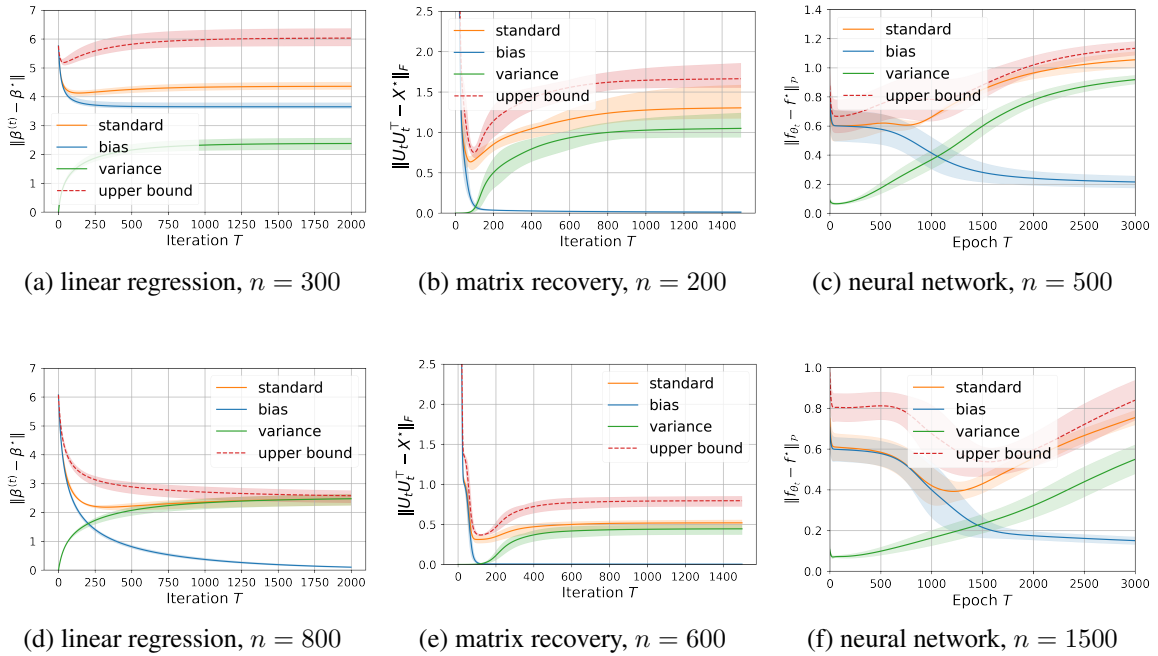 7
6
5
4
3
2
1
0
‖β⁽ᵗ⁾ − β*‖
standard
bias
variance
upper bound
0 250 500 750 1000 1250 1500 1750 2000
Iteration T
(a) linear regression, n = 300
2.5
2.0
1.5
1.0
0.5
0.0
‖UₜUₜ⊤ − X*‖F
standard
bias
variance
upper bound
0 200 400 600 800 1000 1200 1400
Iteration T
(b) matrix recovery, n = 200
1.4
1.2
1.0
0.8
0.6
0.4
0.2
0.0
‖fθₜ − f*‖P
standard
bias
variance
upper bound
0 500 1000 1500 2000 2500 3000
Epoch T
(c) neural network, n = 500
7
6
5
4
3
2
1
0
‖β⁽ᵗ⁾ − β*‖
standard
bias
variance
upper bound
0 250 500 750 1000 1250 1500 1750 2000
Iteration T
(d) linear regression, n = 800
2.5
2.0
1.5
1.0
0.5
0.0
‖UₜUₜ⊤ − X*‖F
standard
bias
variance
upper bound
0 200 400 600 800 1000 1200 1400
Iteration T
(e) matrix recovery, n = 600
1.0
0.8
0.6
0.4
0.2
0.0
‖fθₜ − f*‖P
standard
bias
variance
upper bound
0 500 1000 1500 2000 2500 3000
Epoch T
(f) neural network, n = 1500